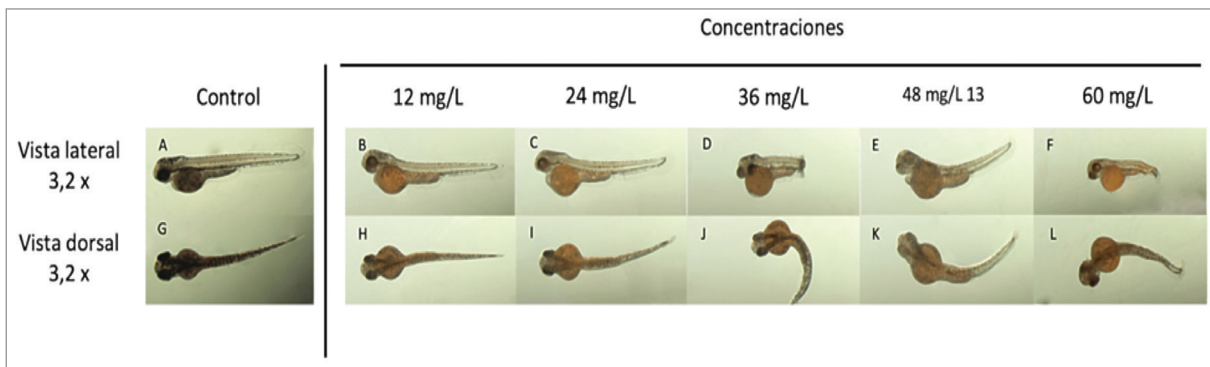 Concentraciones
Control
12 mg/L
24 mg/L
36 mg/L
48 mg/L 13
60 mg/L
Vista lateral
3,2 x
A
B
C
D
E
F
Vista dorsal
3,2 x
G
H
I
J
K
L